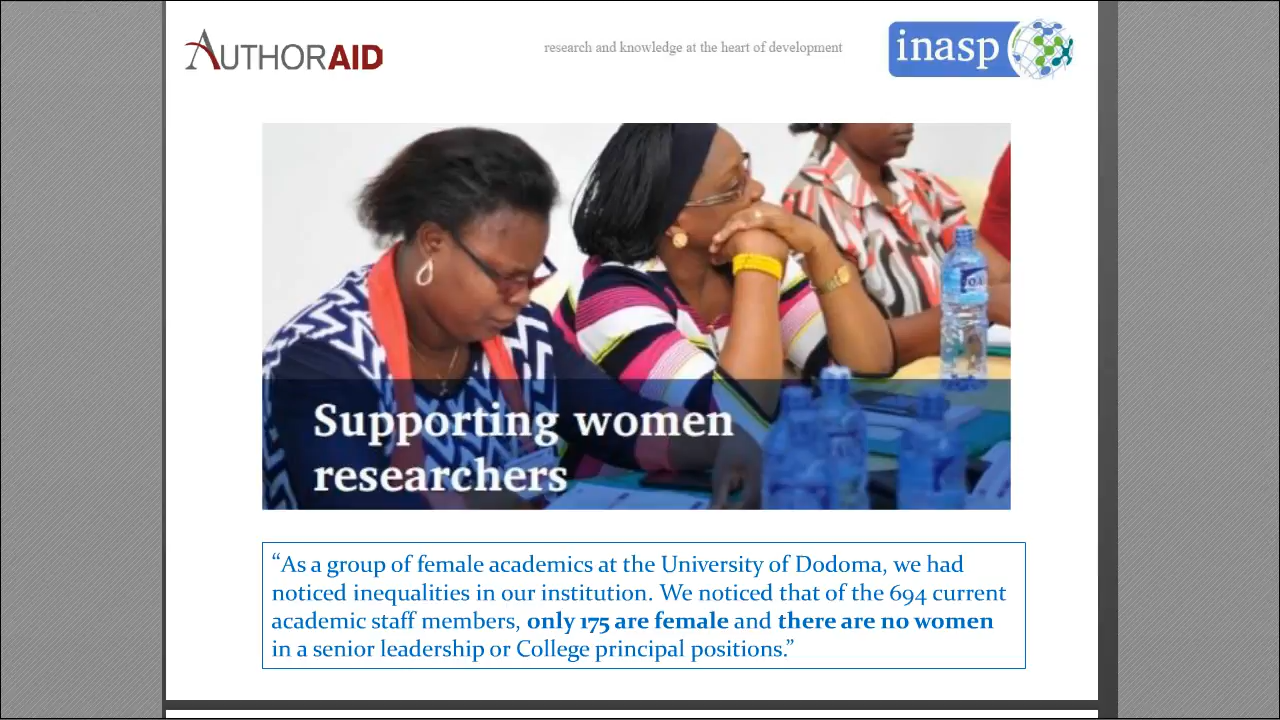 AUTHORAID
research and knowledge at the heart of development
inasp
Supporting women
researchers
“As a group of female academics at the University of Dodoma, we had
noticed inequalities in our institution. We noticed that of the 694 current
academic staff members, only 175 are female and there are no women
in a senior leadership or College principal positions.”